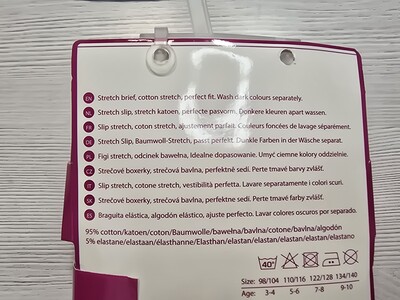 EN Stretch brief, cotton stretch, perfect fit. Wash dark colours separately.
NL Stretch slip, stretch katoen, perfecte pasvorm. Donkere kleuren apart wassen.
FR Slip stretch, coton stretch, ajustement parfait. Couleurs foncées de lavage séparément.
DE Stretch Slip, Baumwoll-Stretch, passt perfekt. Dunkle Farben in der Wäsche separat.
PL Figi stretch, odcinek bawełna, Idealne dopasowanie. Umyć ciemne kolory oddzielnie.
CZ Strečové boxerky, strečová bavlna, perfektně sedí. Perte tmavé barvy zvlášť.
IT Slip stretch, cotone stretch, vestibilità perfetta. Lavare separatamente i colori scuri.
SK Strečové boxerky, strečová bavlna, perfektne sedí. Perte tmavé farby zvlášť.
ES Braguita elástica, algodón elástico, ajuste perfecto. Lavar colores oscuros por separado.
95% cotton/katoen/coton/Baumwolle/bawełna/bavlna/cotone/bavlna/algodón
5% elastane/elastaan/élasthanne/Elasthan/elastan/elastan/elastan/elastan/elastano
40°
Size: 98/104 110/116 122/128 134/140
Age: 3-4 5-6 7-8 9-10